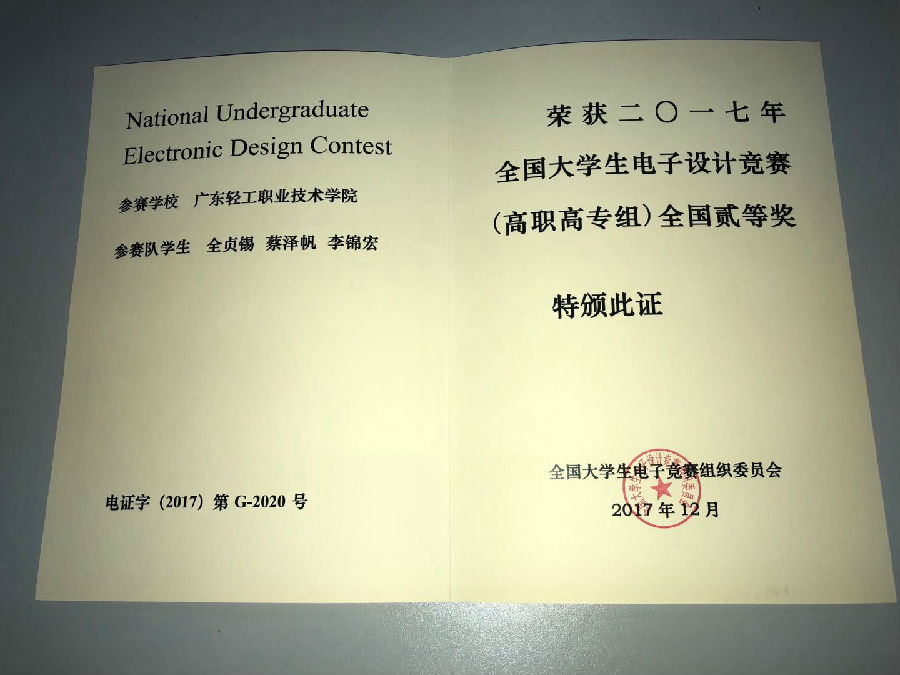 National Undergraduate
Electronic Design Contest
参赛学校 广东轻工职业技术学院
参赛队学生 全贞锡 蔡泽帆 李锦宏
电证字 (2017) 第 G-2020 号
荣获二〇一七年
全国大学生电子设计竞赛
(高职高专组) 全国贰等奖
特颁此证
全国大学生电子竞赛组织委员会
2017 年 12 月